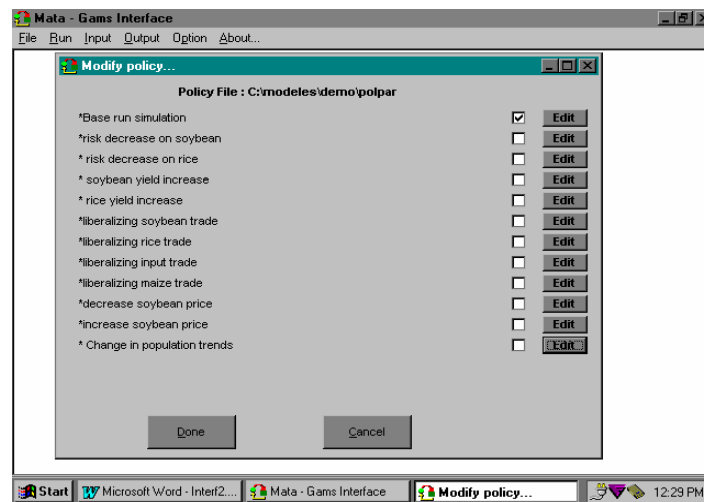 Mata - Gams Interface
File Run Input Output Option About...
Modify policy...
Policy File : C:\modeles\demo\polpar
*Base run simulation Edit
*risk decrease on soybean Edit
* risk decrease on rice Edit
* soybean yield increase Edit
* rice yield increase Edit
*liberalizing soybean trade Edit
*liberalizing rice trade Edit
*liberalizing input trade Edit
*liberalizing maize trade Edit
*decrease soybean price Edit
*increase soybean price Edit
* Change in population trends Edit
Done Cancel
Start Microsoft Word - Interf2.... Mata - Gams Interface Modify policy... 12:29 PM